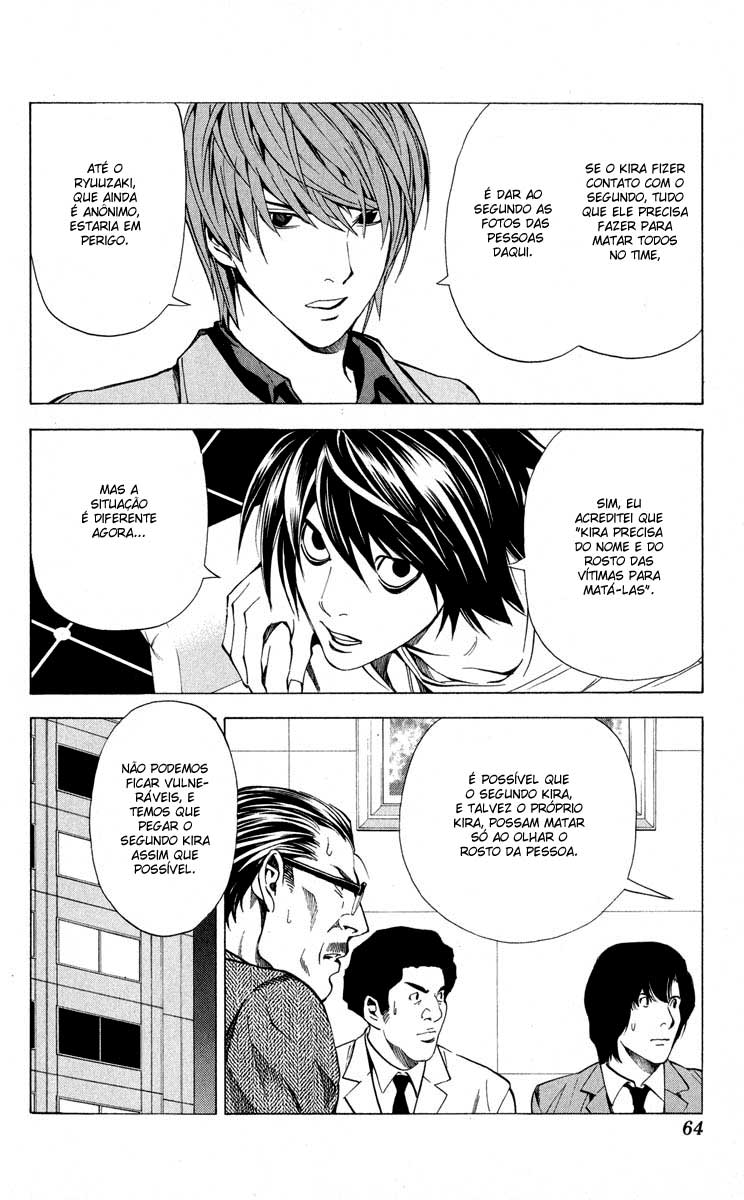 SE O KIRA FIZER
CONTATO COM O
SEGUNDO, TUDO
QUE ELE PRECISA
FAZER PARA
MATAR TODOS
NO TIME,
É DAR AO
SEGUNDO AS
FOTOS DAS
PESSOAS
DAQUI.
ATÉ O
RYUUZAKI,
QUE AINDA
É ANÔNIMO,
ESTARIA EM
PERIGO.
SIM, EU
ACREDITEI QUE
"KIRA PRECISA
DO NOME E DO
ROSTO DAS
VÍTIMAS PARA
MATÁ-LAS".
MAS A
SITUAÇÃO
É DIFERENTE
AGORA...
É POSSÍVEL QUE
O SEGUNDO KIRA,
E TALVEZ O PRÓPRIO
KIRA, POSSAM MATAR
SÓ AO OLHAR O
ROSTO DA PESSOA.
NÃO PODEMOS
FICAR VULNE-
RÁVEIS, E
TEMOS QUE
PEGAR O
SEGUNDO KIRA
ASSIM QUE
POSSÍVEL.
64